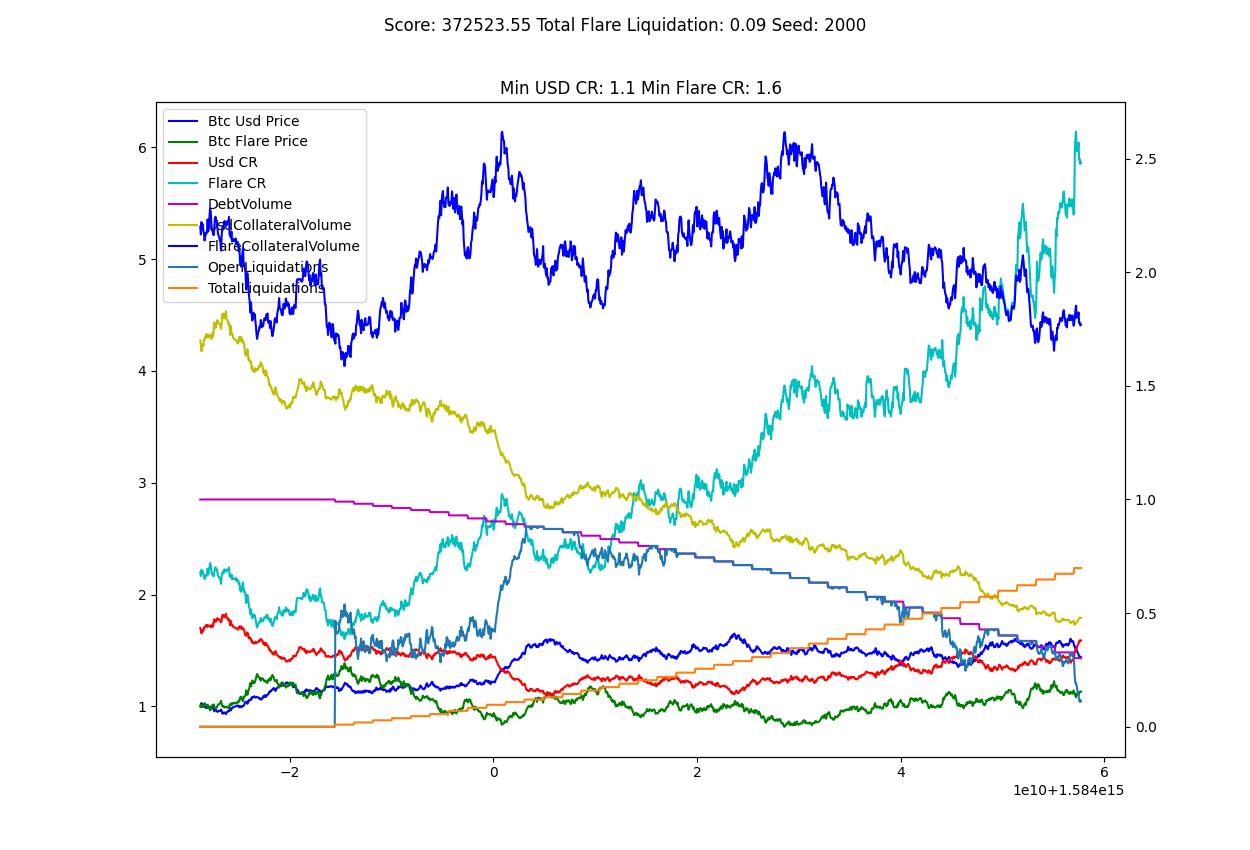 Score: 372523.55 Total Flare Liquidation: 0.09 Seed: 2000
Min USD CR: 1.1 Min Flare CR: 1.6
Btc Usd Price
Btc Flare Price
Usd CR
Flare CR
DebtVolume
UsdCollateralVolume
FlareCollateralVolume
OpenLiquidations
TotalLiquidations
6
5
4
3
2
1
2.5
2.0
1.5
1.0
0.5
0.0
−2
0
2
4
6
1e10+1.584e15